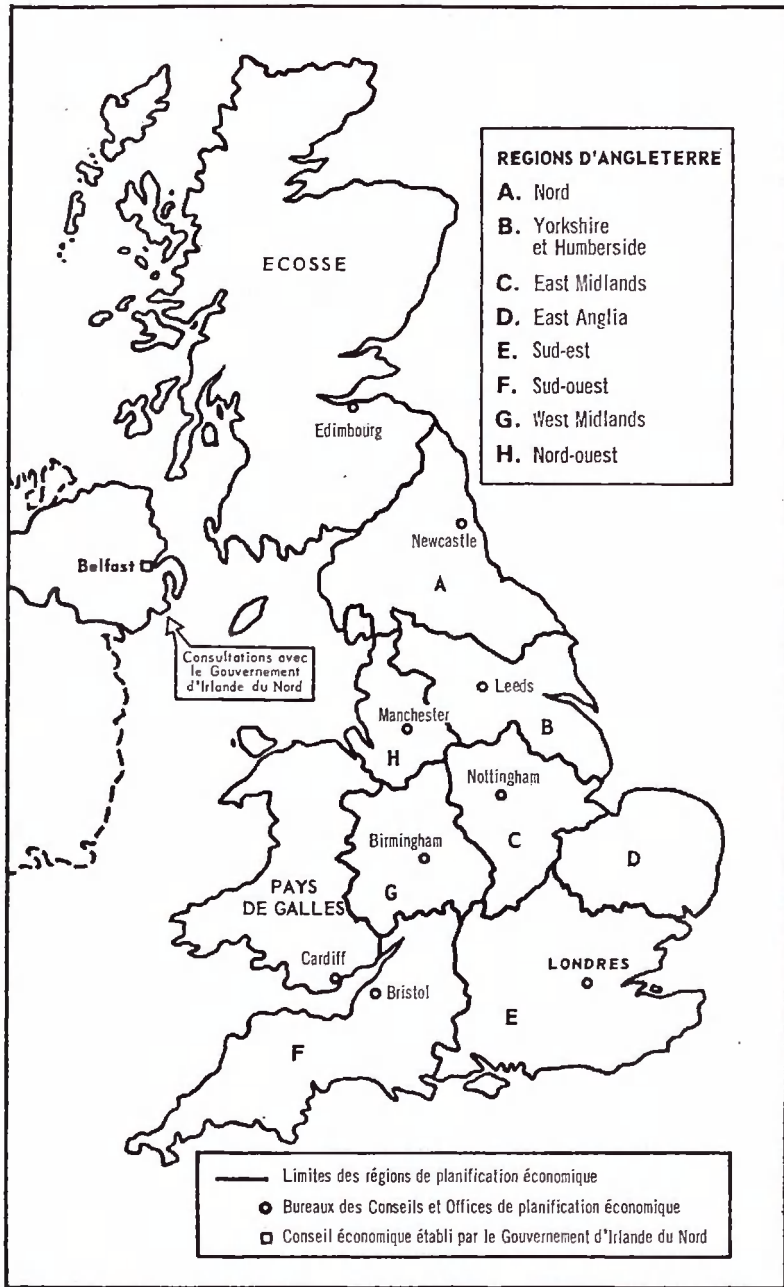 REGIONS D'ANGLETERRE
A. Nord
B. Yorkshire
et Humberside
C. East Midlands
D. East Anglia
E. Sud-est
F. Sud-ouest
G. West Midlands
H. Nord-ouest
ECOSSE
Edimbourg
Newcastle
Belfast
A
Consultations avec
le Gouvernement
d'Irlande du Nord
Leeds
Manchester
B
H
Nottingham
Birmingham
C
D
PAYS
DE GALLES
G
Cardiff
LONDRES
Bristol
E
F
Limites des régions de planification économique
Bureaux des Conseils et Offices de planification économique
Conseil économique établi par le Gouvernement d'Irlande du Nord